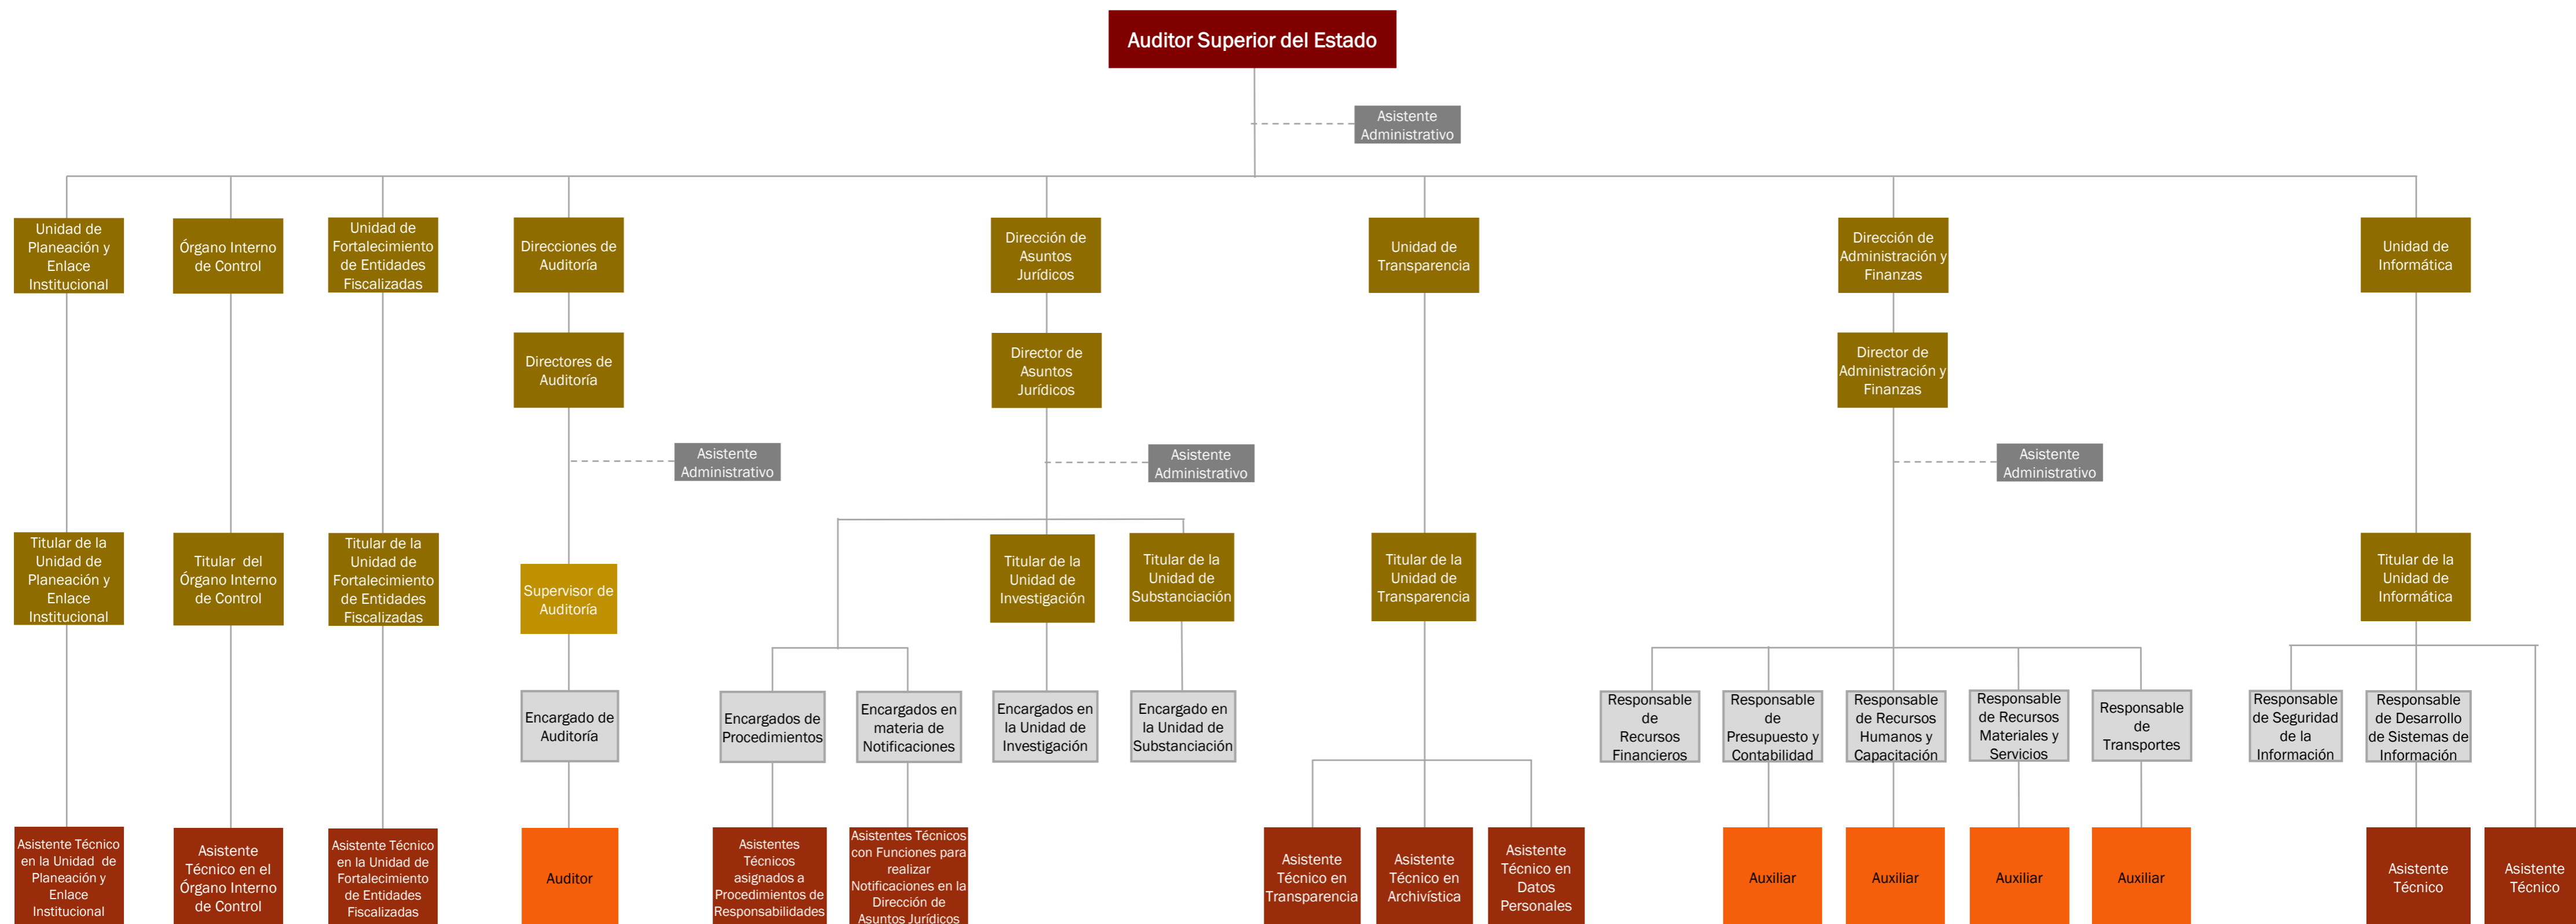 Auditor Superior del Estado
Asistente
Administrativo
Unidad de
Planeación y
Enlace
Institucional
Órgano Interno
de Control
Unidad de
Fortalecimiento
de Entidades
Fiscalizadas
Direcciones de
Auditoría
Dirección de
Asuntos
Jurídicos
Unidad de
Transparencia
Dirección de
Administración y
Finanzas
Unidad de
Informática
Directores de
Auditoría
Director de
Asuntos
Jurídicos
Director de
Administración y
Finanzas
Asistente
Administrativo
Asistente
Administrativo
Asistente
Administrativo
Titular de la
Unidad de
Planeación y
Enlace
Institucional
Titular del
Órgano Interno
de Control
Titular de la
Unidad de
Fortalecimiento
de Entidades
Fiscalizadas
Supervisor de
Auditoría
Titular de la
Unidad de
Investigación
Titular de la
Unidad de
Substanciación
Titular de la
Unidad de
Transparencia
Titular de la
Unidad de
Informática
Encargado de
Auditoría
Encargados de
Procedimientos
Encargados en
materia de
Notificaciones
Encargados en
la Unidad de
Investigación
Encargado en
la Unidad de
Substanciación
Responsable
de
Recursos
Financieros
Responsable
de
Presupuesto y
Contabilidad
Responsable
de Recursos
Humanos y
Capacitación
Responsable
de Recursos
Materiales y
Servicios
Responsable
de
Transportes
Responsable
de Seguridad
de la
Información
Responsable
de Desarrollo
de Sistemas de
Información
Asistente Técnico
en la Unidad de
Planeación y
Enlace
Institucional
Asistente
Técnico en el
Órgano Interno
de Control
Asistente Técnico
en la Unidad de
Fortalecimiento
de Entidades
Fiscalizadas
Auditor
Asistentes
Técnicos
asignados a
Procedimientos de
Responsabilidades
Asistentes Técnicos
con Funciones para
realizar
Notificaciones en la
Dirección de
Asuntos Jurídicos
Asistente
Técnico en
Transparencia
Asistente
Técnico en
Archivística
Asistente
Técnico en
Datos
Personales
Auxiliar
Auxiliar
Auxiliar
Auxiliar
Asistente
Técnico
Asistente
Técnico